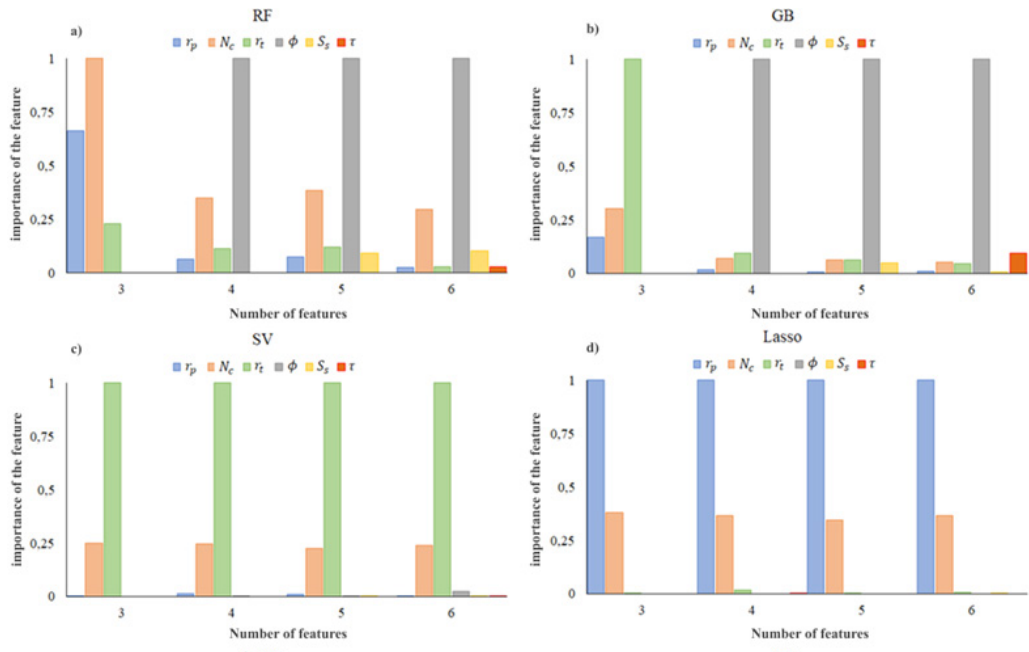 RF
a)
r_p N_c r_t ϕ S_s τ
1
0,75
0,5
0,25
0
importance of the feature
3 4 5 6
Number of features
GB
b)
r_p N_c r_t ϕ S_s τ
1
0,75
0,5
0,25
0
importance of the feature
3 4 5 6
Number of features
SV
c)
r_p N_c r_t ϕ S_s τ
1
0,75
0,5
0,25
0
importance of the feature
3 4 5 6
Number of features
Lasso
d)
r_p N_c r_t ϕ S_s τ
1
0,75
0,5
0,25
0
importance of the feature
3 4 5 6
Number of features